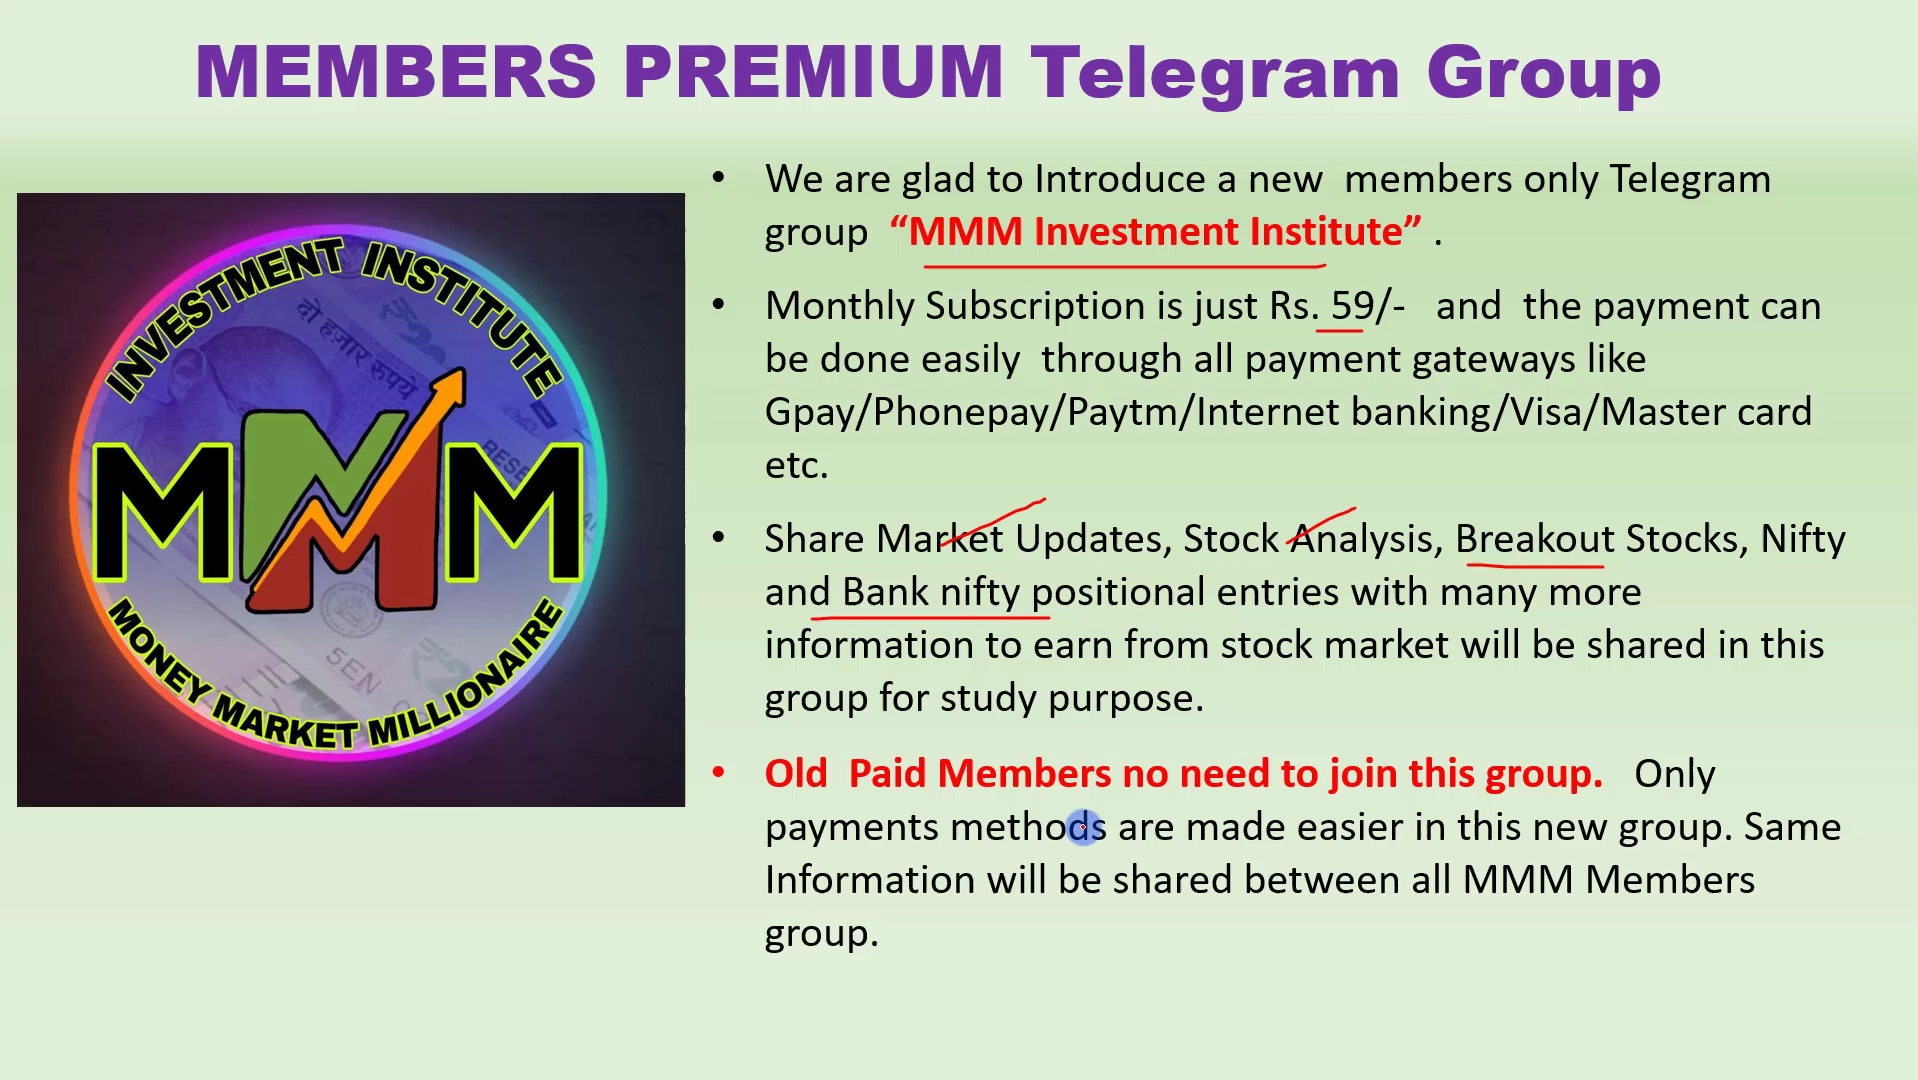 MEMBERS PREMIUM Telegram Group
INVESTMENT INSTITUTE
दो हज़ार रुपये
MMM
5EN
MONEY MARKET MILLIONAIRE
• We are glad to Introduce a new members only Telegram
group “MMM Investment Institute” .
• Monthly Subscription is just Rs. 59/- and the payment can
be done easily through all payment gateways like
Gpay/Phonepay/Paytm/Internet banking/Visa/Master card
etc.
• Share Market Updates, Stock Analysis, Breakout Stocks, Nifty
and Bank nifty positional entries with many more
information to earn from stock market will be shared in this
group for study purpose.
• Old Paid Members no need to join this group. Only
payments methods are made easier in this new group. Same
Information will be shared between all MMM Members
group.